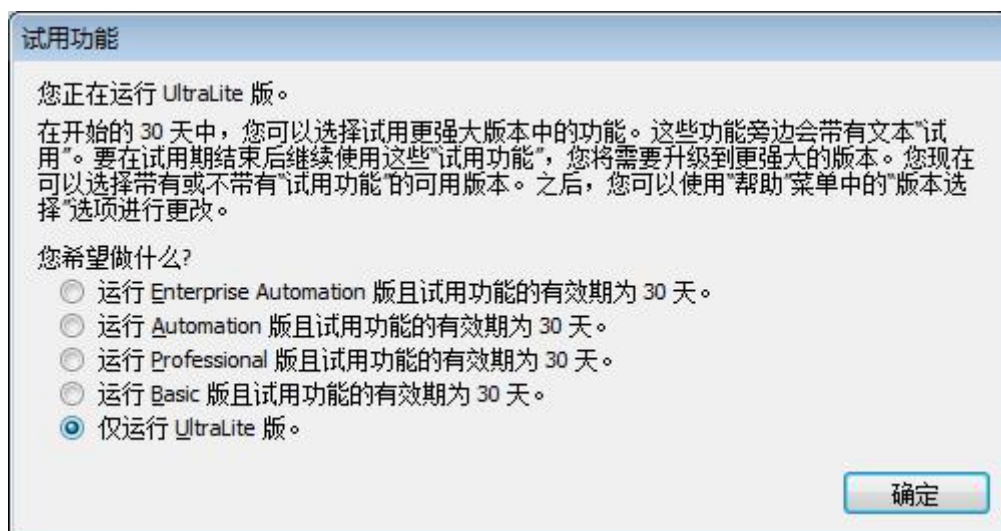 试用功能
您正在运行 UltraLite 版。
在开始的 30 天中，您可以选择试用更强大版本中的功能。这些功能旁边会带有文本"试
用"。要在试用期结束后继续使用这些"试用功能"，您将需要升级到更强大的版本。您现在
可以选择带有或不带有"试用功能"的可用版本。之后，您可以使用"帮助"菜单中的"版本选
择"选项进行更改。
您希望做什么?
运行 Enterprise Automation 版且试用功能的有效期为 30 天。
运行 Automation 版且试用功能的有效期为 30 天。
运行 Professional 版且试用功能的有效期为 30 天。
运行 Basic 版且试用功能的有效期为 30 天。
仅运行 UltraLite 版。
确定